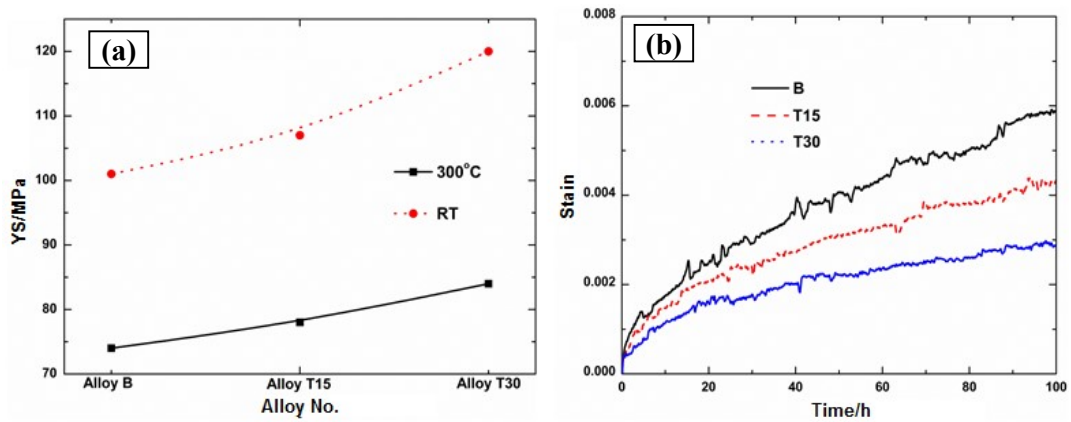 (a)
120
110
100
90
80
70
YS/MPa
300°C
RT
Alloy B
Alloy T15
Alloy T30
Alloy No.
(b)
0.008
0.006
0.004
0.002
0.000
Stain
B
T15
T30
0
20
40
60
80
100
Time/h